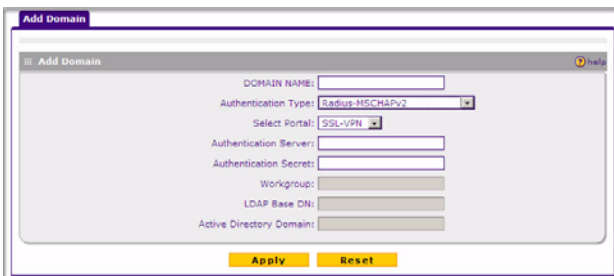 Add Domain
Add Domain
help
DOMAIN NAME:
Authentication Type: Radius-MSCHAPv2
Select Portal: SSL-VPN
Authentication Server:
Authentication Secret:
Workgroup:
LDAP Base DN:
Active Directory Domain:
Apply Reset